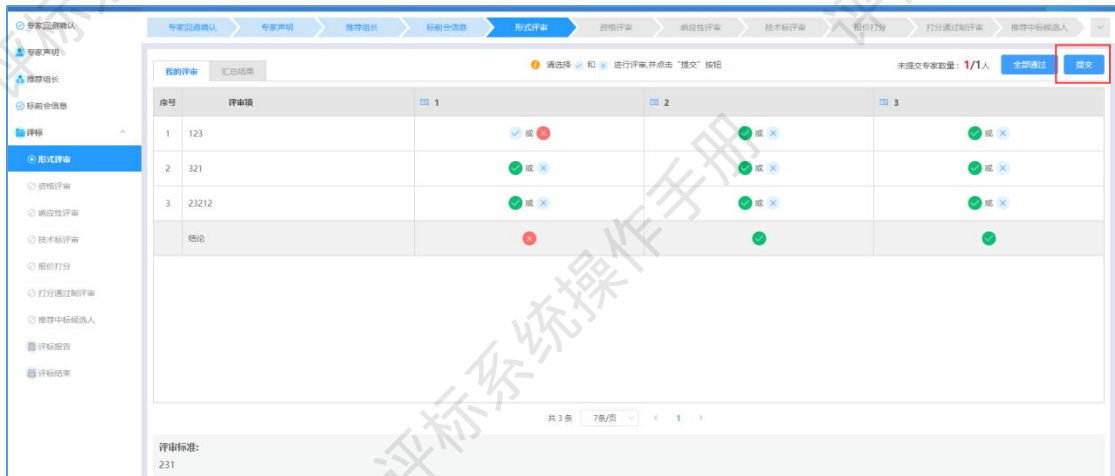 专家回避确认
专家声明
推荐组长
标前会信息
评标
形式评审
资格评审
响应性评审
技术标评审
报价打分
打分通过制评审
推荐中标候选人
评标报告
评标结束
专家回避确认 专家声明 推荐组长 标前会信息 形式评审 资格评审 响应性评审 技术标评审 报价打分 打分通过制评审 推荐中标候选人
我的评审 汇总结果 请选择 和 进行评审,并点击“提交”按钮 未提交专家数量：1/1人 全部通过 提交
序号 评审项 1 2 3
1 123 或 或 或
2 321 或 或 或
3 23212 或 或 或
结论
共 3 条 7条/页 1
评审标准:
231
评标系统操作手册